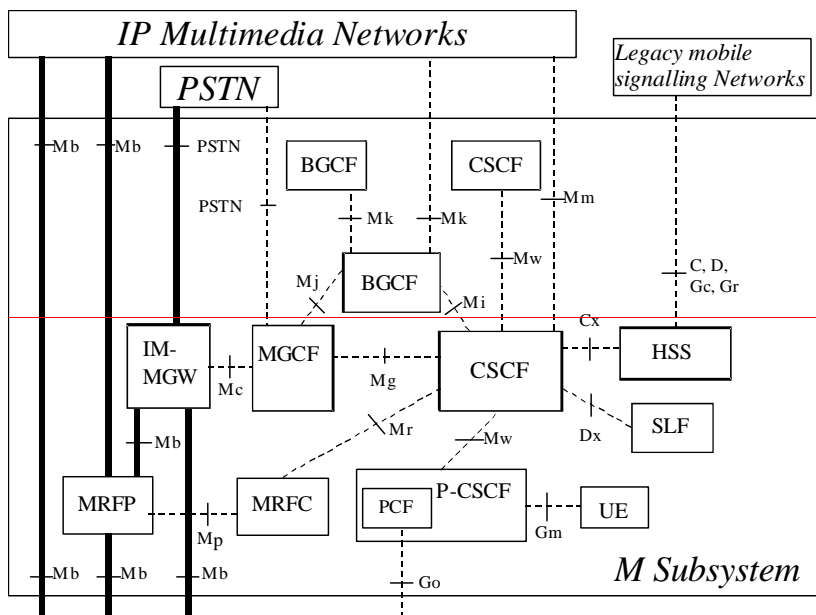 IP Multimedia Networks
Legacy mobile
signalling Networks
PSTN
Mb
Mb
PSTN
BGCF
CSCF
PSTN
Mk
Mk
Mm
Mw
C, D,
Gc, Gr
BGCF
Mj
Mi
Cx
IM-
MGW
MGCF
CSCF
HSS
Mc
Mg
Mr
Mb
Mw
Dx
SLF
MRFP
MRFC
P-CSCF
PCF
UE
Mp
Gm
Mb
Mb
Mb
Go
M Subsystem